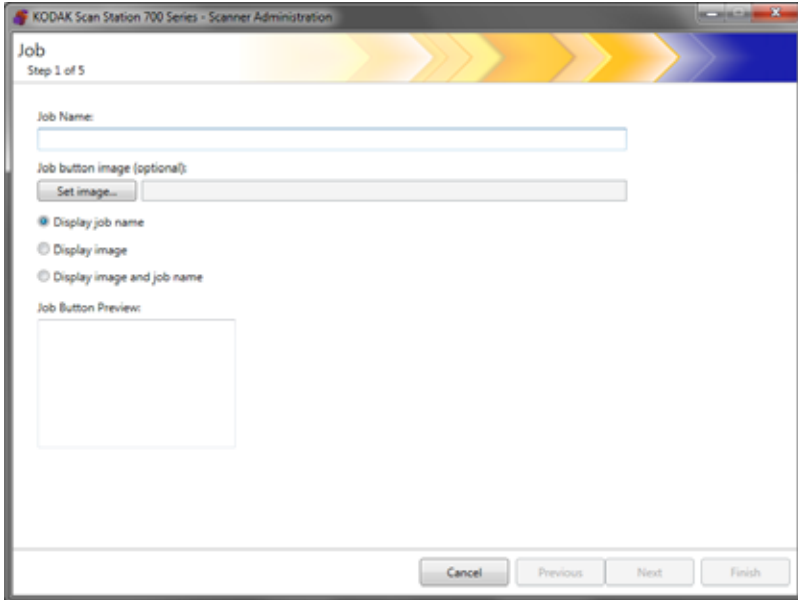 KODAK Scan Station 700 Series - Scanner Administration
Job
Step 1 of 5
Job Name:
Job button image (optional):
Set image...
Display job name
Display image
Display image and job name
Job Button Preview:
Cancel Previous Next Finish